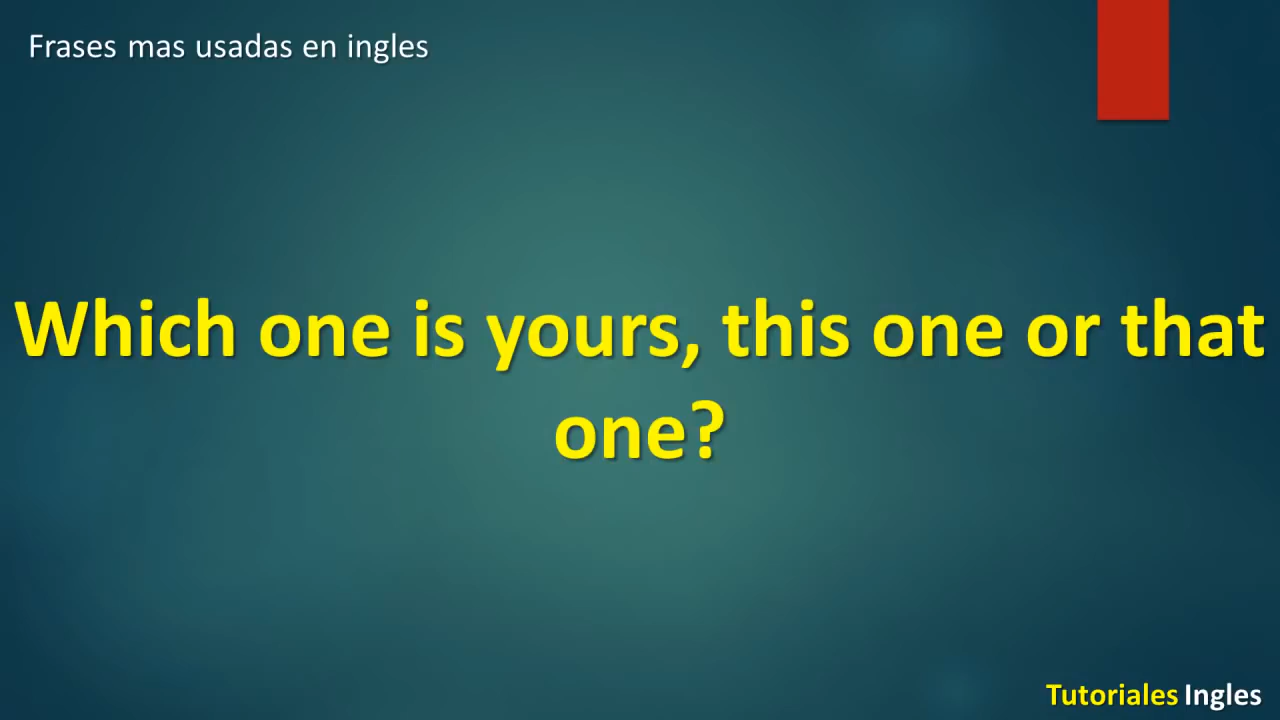 Frases mas usadas en ingles
Which one is yours, this one or that
one?
Tutoriales Ingles